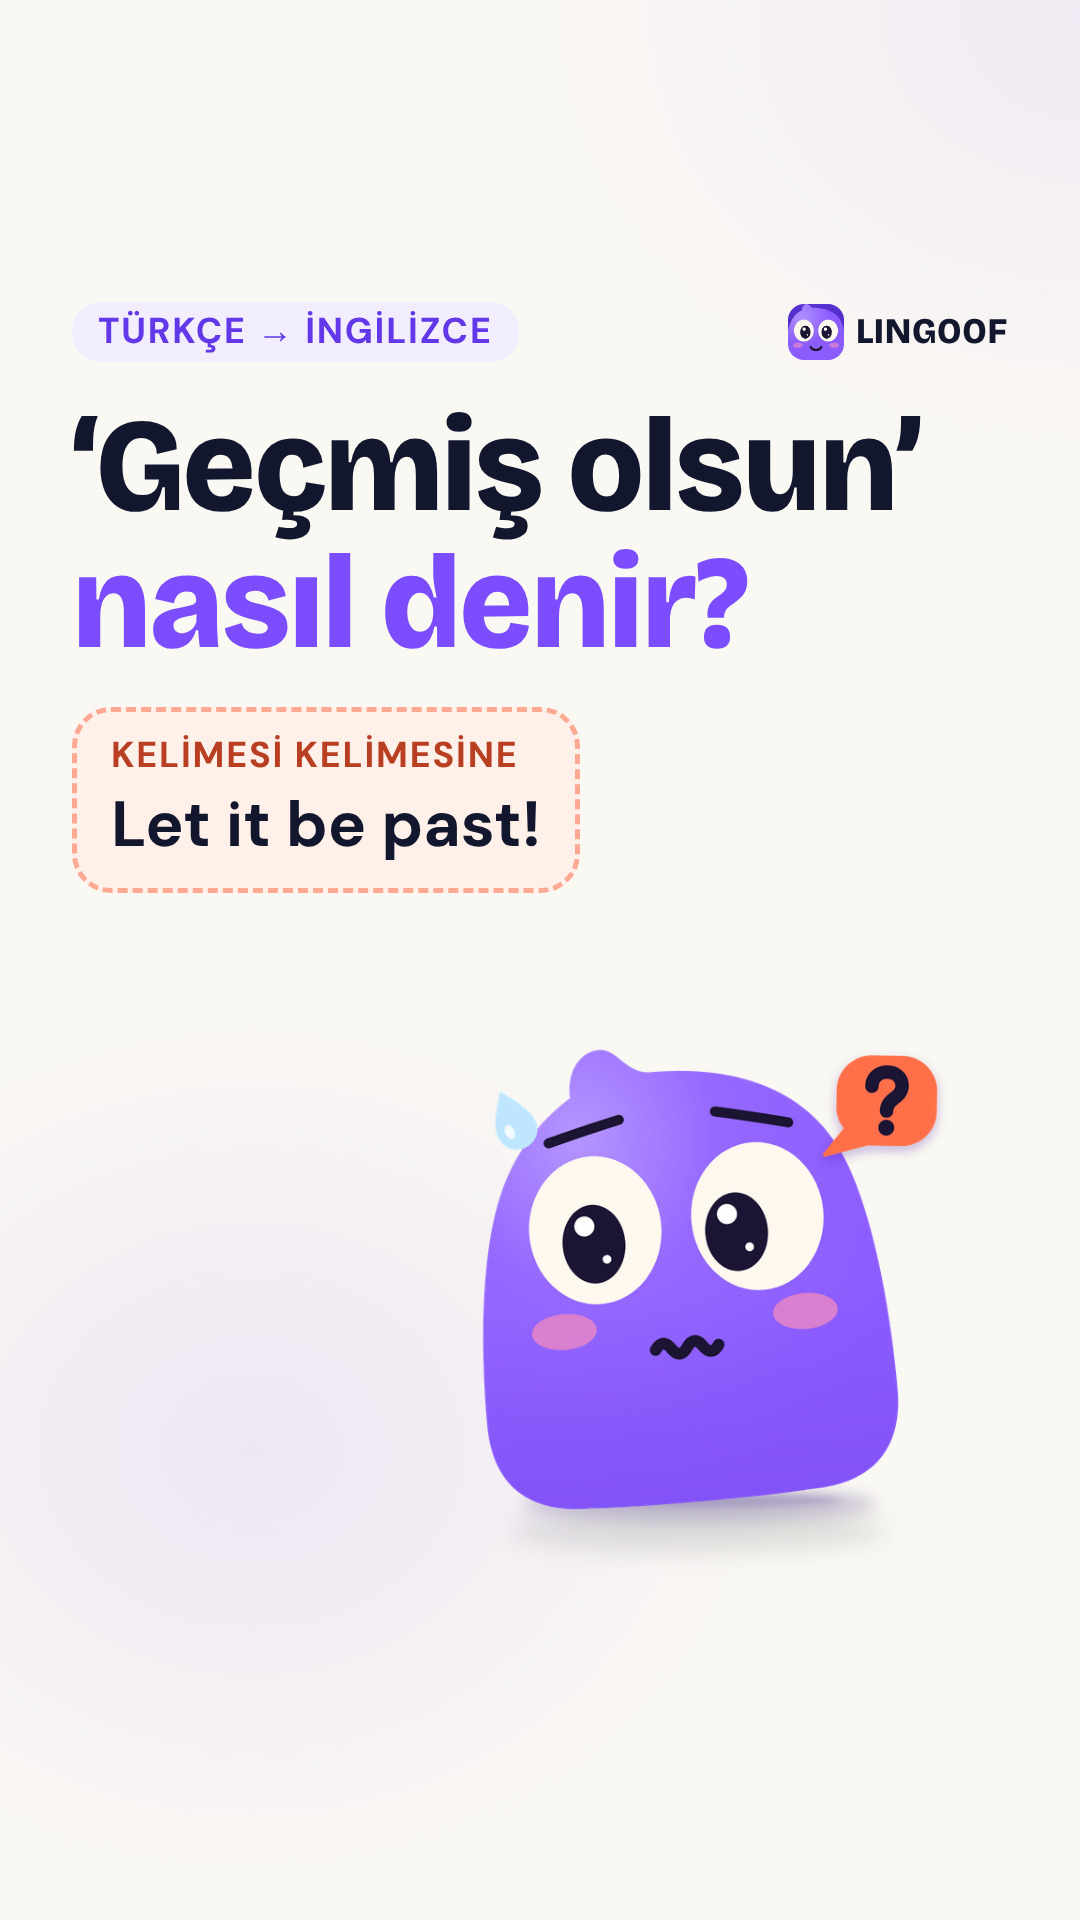 TÜRKÇE → İNGİLİZCE
LINGOOF
‘Geçmiş olsun’
nasıl denir?
KELİMESİ KELİMESİNE
Let it be past!
?